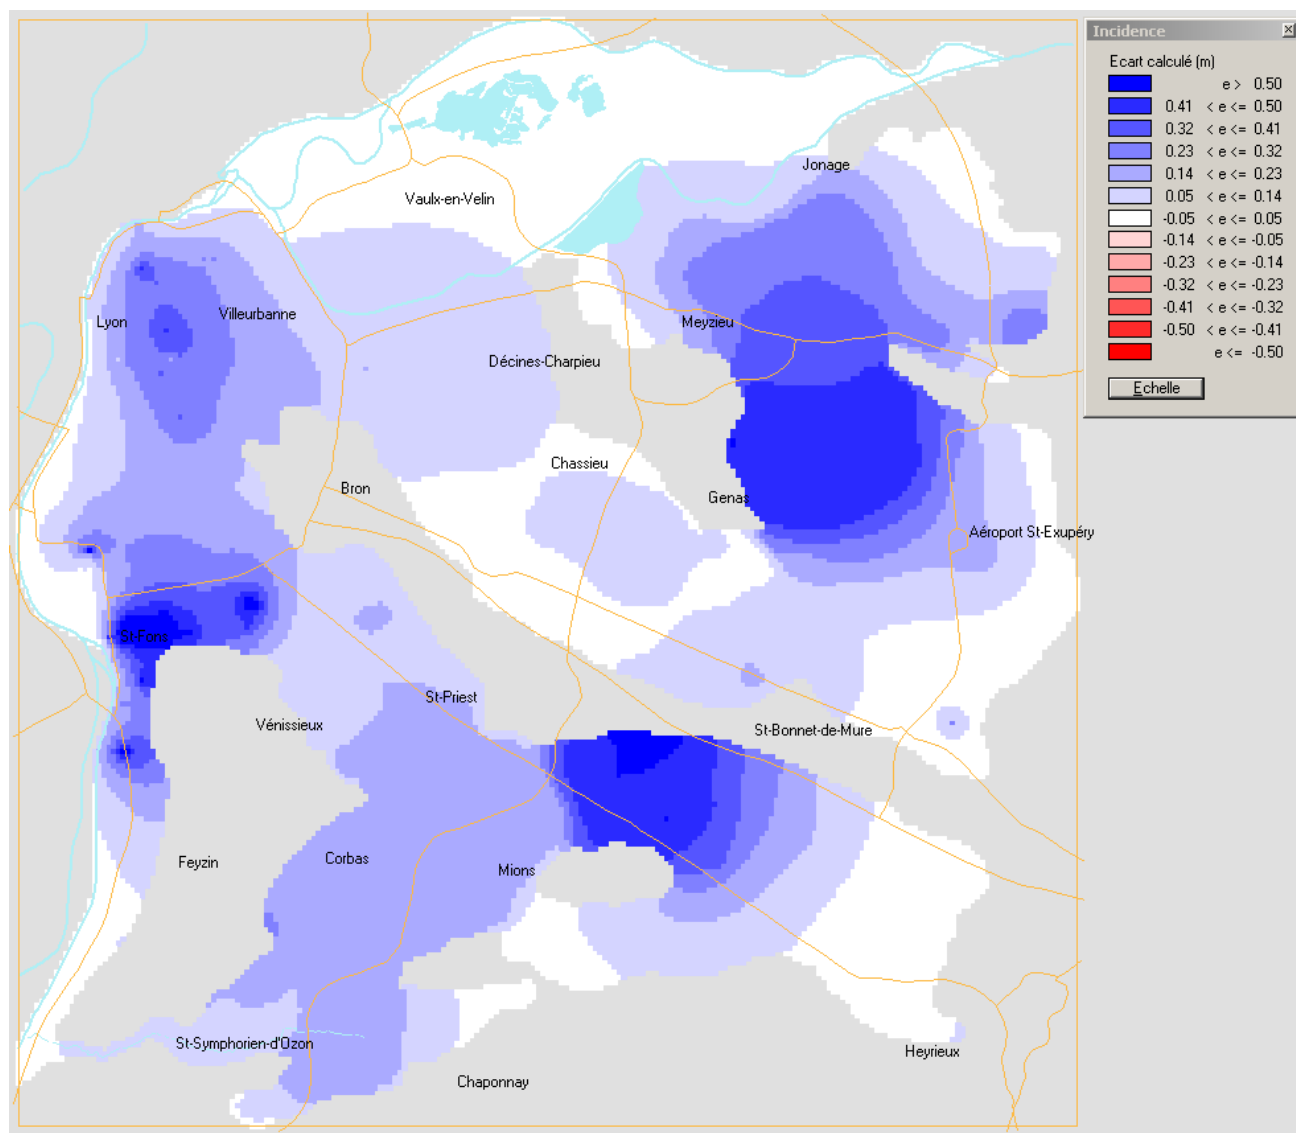 Incidence
Ecart calculé (m)
e > 0.50
0.41 < e <= 0.50
0.32 < e <= 0.41
0.23 < e <= 0.32
0.14 < e <= 0.23
0.05 < e <= 0.14
-0.05 < e <= 0.05
-0.14 < e <= -0.05
-0.23 < e <= -0.14
-0.32 < e <= -0.23
-0.41 < e <= -0.32
-0.50 < e <= -0.41
e <= -0.50
Echelle
Jonage
Vaulx-en-Velin
Villeurbanne
Lyon
Meyzieu
Décines-Charpieu
Chassieu
Bron
Genas
Aéroport St-Exupéry
St-Fons
St-Priest
Vénissieux
St-Bonnet-de-Mure
Corbas
Feyzin
Mions
St-Symphorien-d'Ozon
Heyrieux
Chaponnay